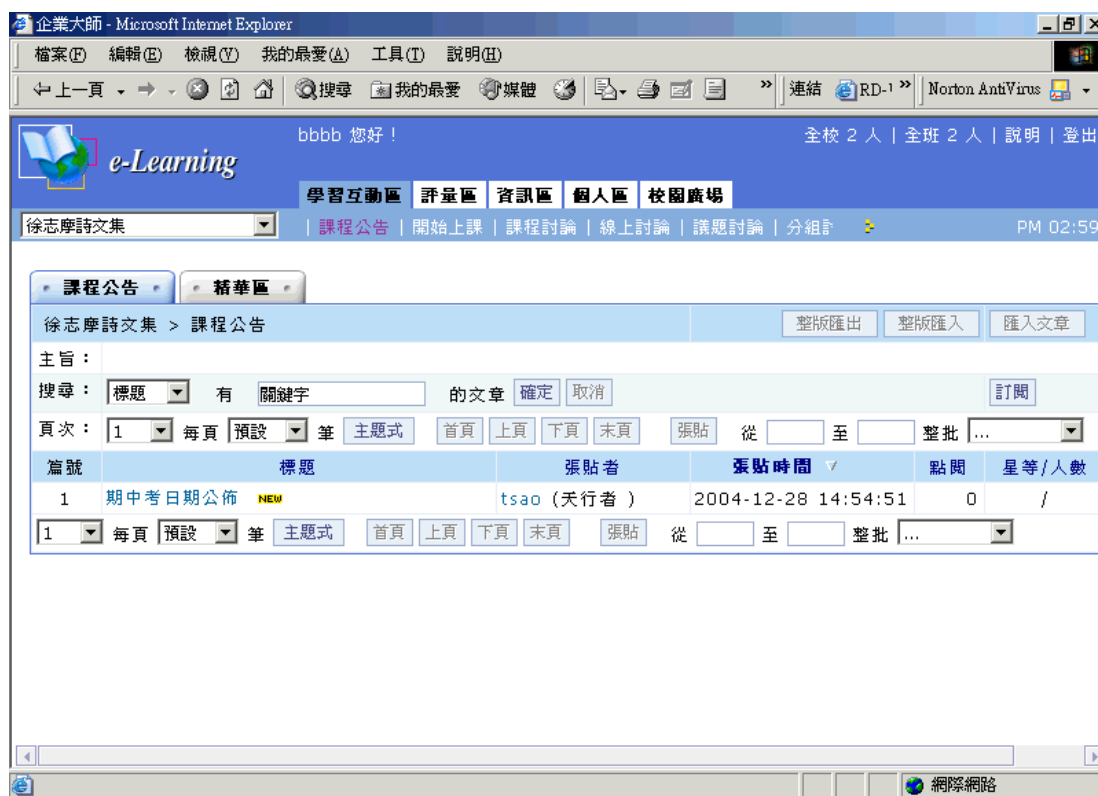 企業大師 - Microsoft Internet Explorer
檔案(F) 編輯(E) 檢視(V) 我的最愛(A) 工具(T) 說明(H)
上一頁 搜尋 我的最愛 媒體 » 連結 RD-1 » Norton AntiVirus
bbbb 您好！ 全校 2 人 | 全班 2 人 | 說明 | 登出
e-Learning
學習互動區 評量區 資訊區 個人區 校園廣場
徐志摩詩文集 | 課程公告 | 開始上課 | 課程討論 | 線上討論 | 議題討論 | 分組 PM 02:59
課程公告 精華區
徐志摩詩文集 > 課程公告 整版匯出 整版匯入 匯入文章
主旨：
搜尋： 標題 有 關鍵字 的文章 確定 取消 訂閱
頁次： 1 每頁 預設 筆 主題式 首頁 上頁 下頁 末頁 張貼 從 至 整批 ...
篇號 標題 張貼者 張貼時間 點閱 星等/人數
1 期中考日期公佈 NEW tsao (天行者 ) 2004-12-28 14:54:51 0 /
1 每頁 預設 筆 主題式 首頁 上頁 下頁 末頁 張貼 從 至 整批 ...
網際網路